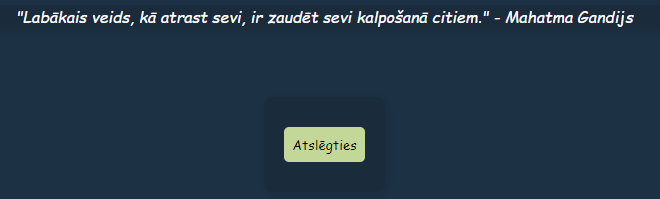 "Labākais veids, kā atrast sevi, ir zaudēt sevi kalpošanā citiem." - Mahatma Gandijs
Atslēgties